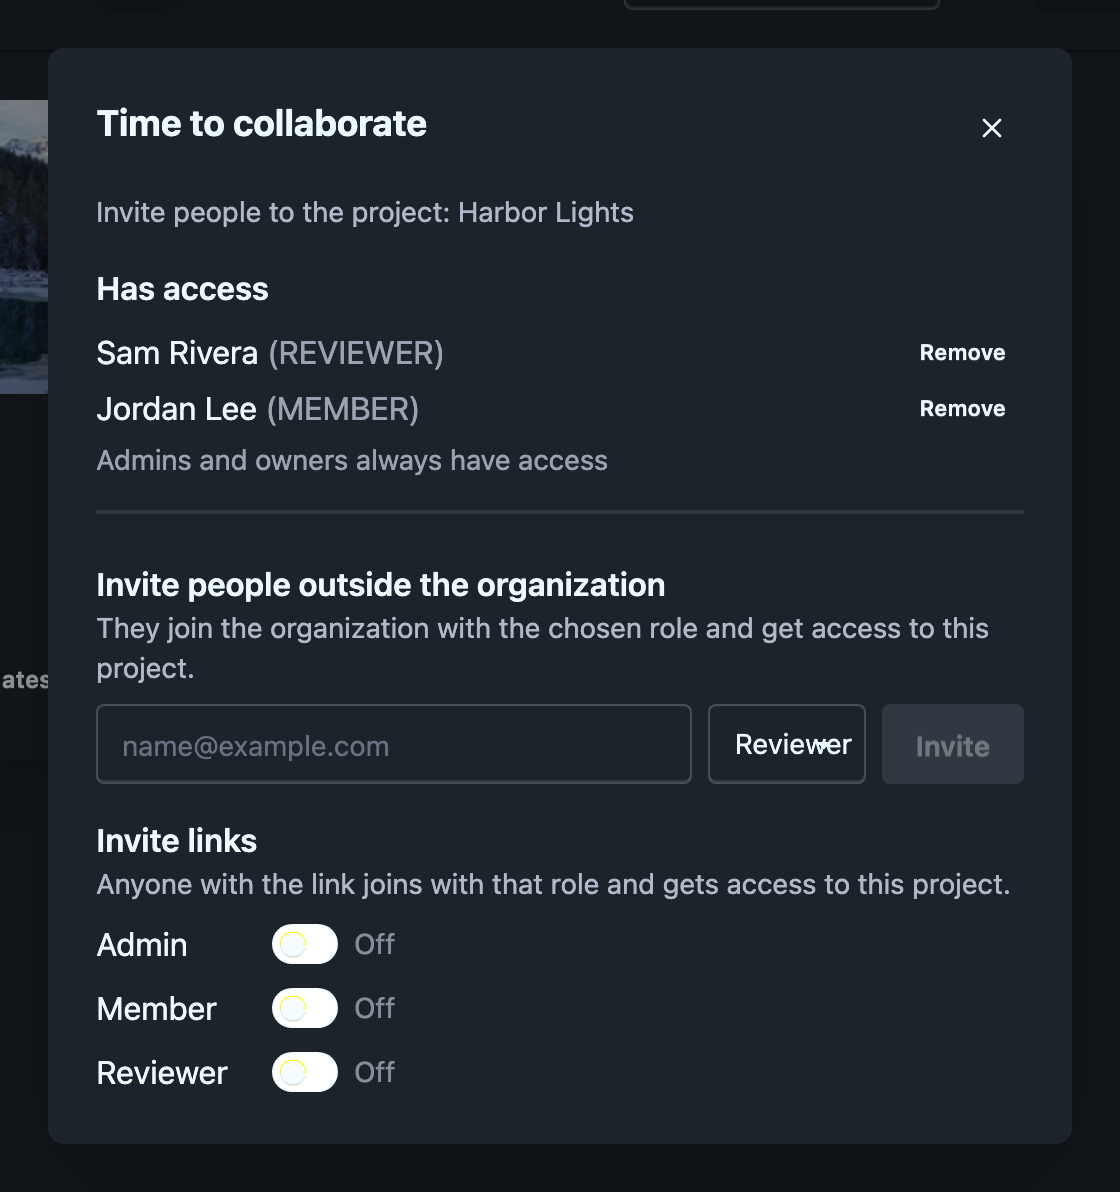 Time to collaborate
Invite people to the project: Harbor Lights
Has access
Sam Rivera (REVIEWER) Remove
Jordan Lee (MEMBER) Remove
Admins and owners always have access
Invite people outside the organization
They join the organization with the chosen role and get access to this
project.
ates
name@example.com Reviewer Invite
Invite links
Anyone with the link joins with that role and gets access to this project.
Admin Off
Member Off
Reviewer Off